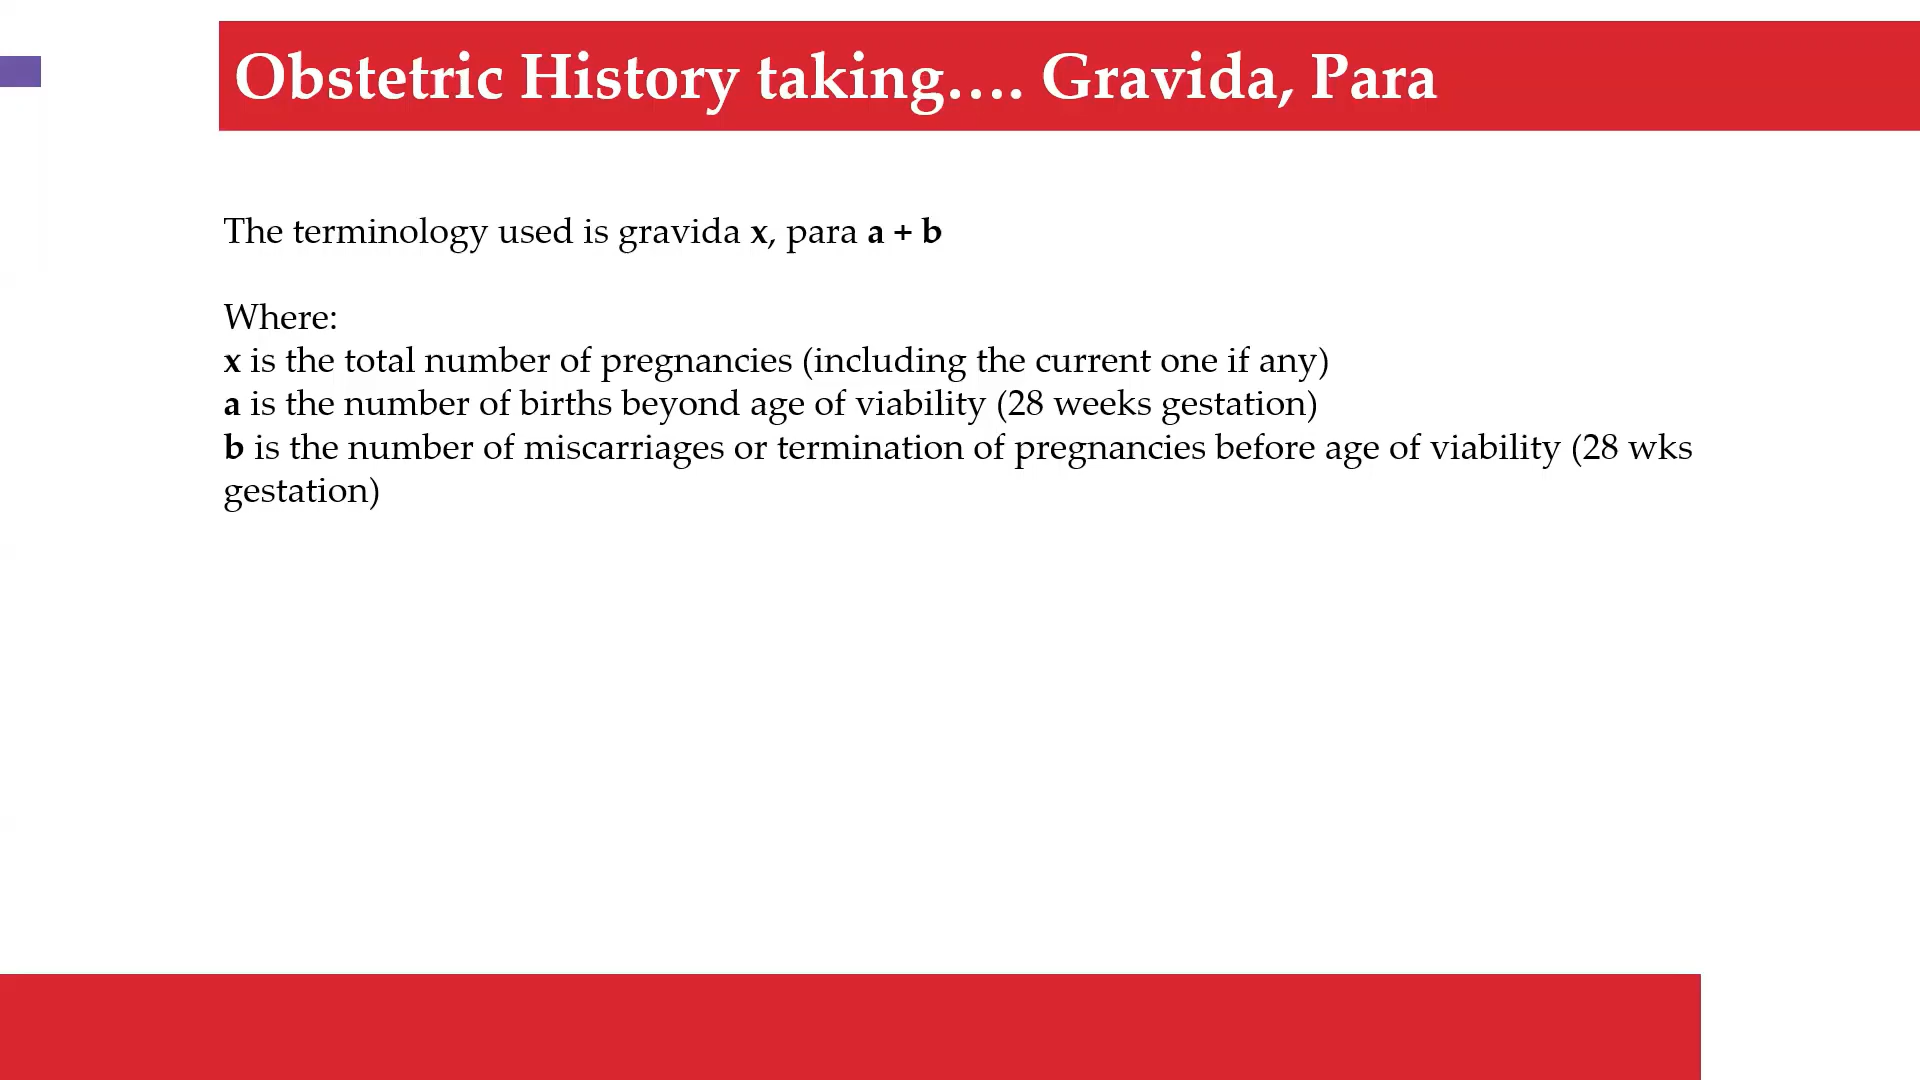 Obstetric History taking…. Gravida, Para
The terminology used is gravida x, para a + b
Where:
x is the total number of pregnancies (including the current one if any)
a is the number of births beyond age of viability (28 weeks gestation)
b is the number of miscarriages or termination of pregnancies before age of viability (28 wks
gestation)